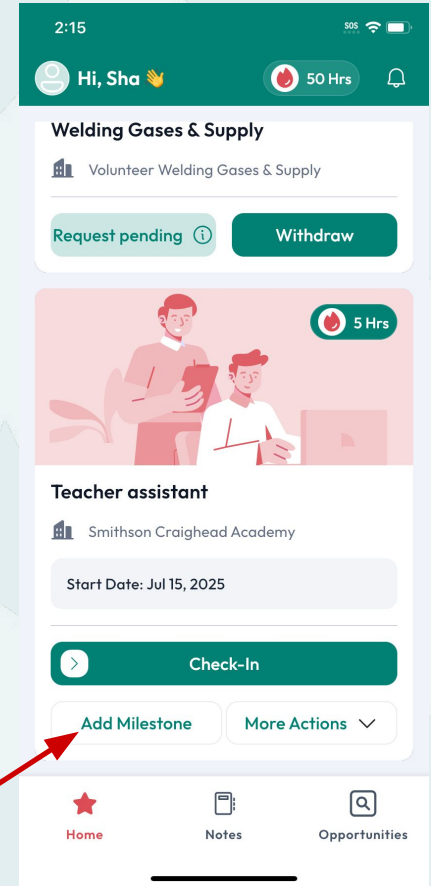 2:15
SOS
Hi, Sha 👋
50 Hrs
Welding Gases & Supply
Volunteer Welding Gases & Supply
Request pending
Withdraw
5 Hrs
Teacher assistant
Smithson Craighead Academy
Start Date: Jul 15, 2025
Check-In
Add Milestone
More Actions
Home
Notes
Opportunities